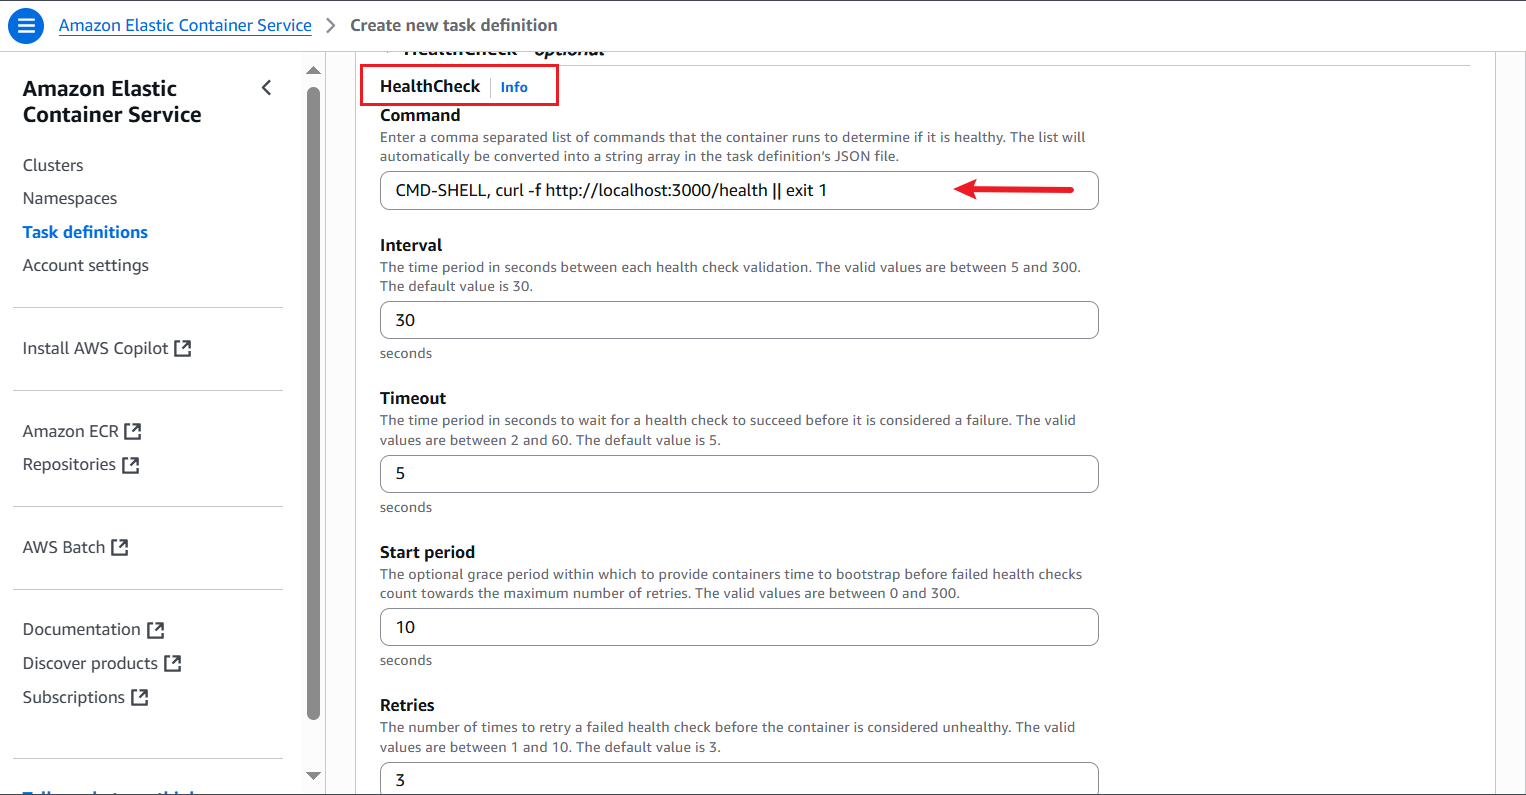 Amazon Elastic Container Service > Create new task definition
HealthCheck - optional
Amazon Elastic
Container Service
Clusters
Namespaces
Task definitions
Account settings
Install AWS Copilot
Amazon ECR
Repositories
AWS Batch
Documentation
Discover products
Subscriptions
HealthCheck Info
Command
Enter a comma separated list of commands that the container runs to determine if it is healthy. The list will
automatically be converted into a string array in the task definition's JSON file.
CMD-SHELL, curl -f http://localhost:3000/health || exit 1
Interval
The time period in seconds between each health check validation. The valid values are between 5 and 300.
The default value is 30.
30
seconds
Timeout
The time period in seconds to wait for a health check to succeed before it is considered a failure. The valid
values are between 2 and 60. The default value is 5.
5
seconds
Start period
The optional grace period within which to provide containers time to bootstrap before failed health checks
count towards the maximum number of retries. The valid values are between 0 and 300.
10
seconds
Retries
The number of times to retry a failed health check before the container is considered unhealthy. The valid
values are between 1 and 10. The default value is 3.
3